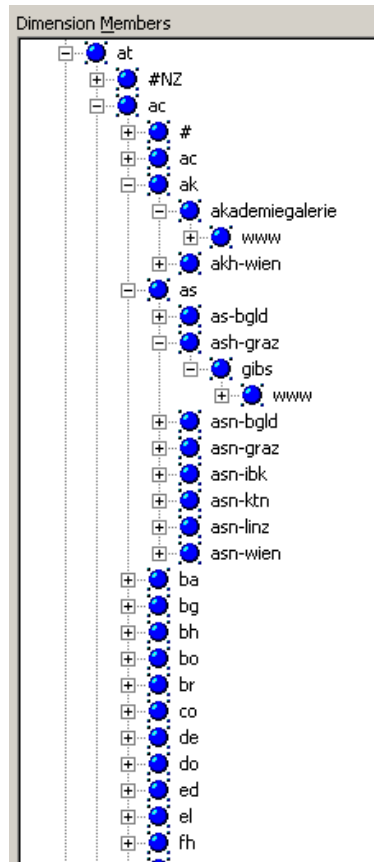 Dimension Members
at
#NZ
ac
#
ac
ak
akademiegalerie
www
akh-wien
as
as-bgld
ash-graz
gibs
www
asn-bgld
asn-graz
asn-ibk
asn-ktn
asn-linz
asn-wien
ba
bg
bh
bo
br
co
de
do
ed
el
fh